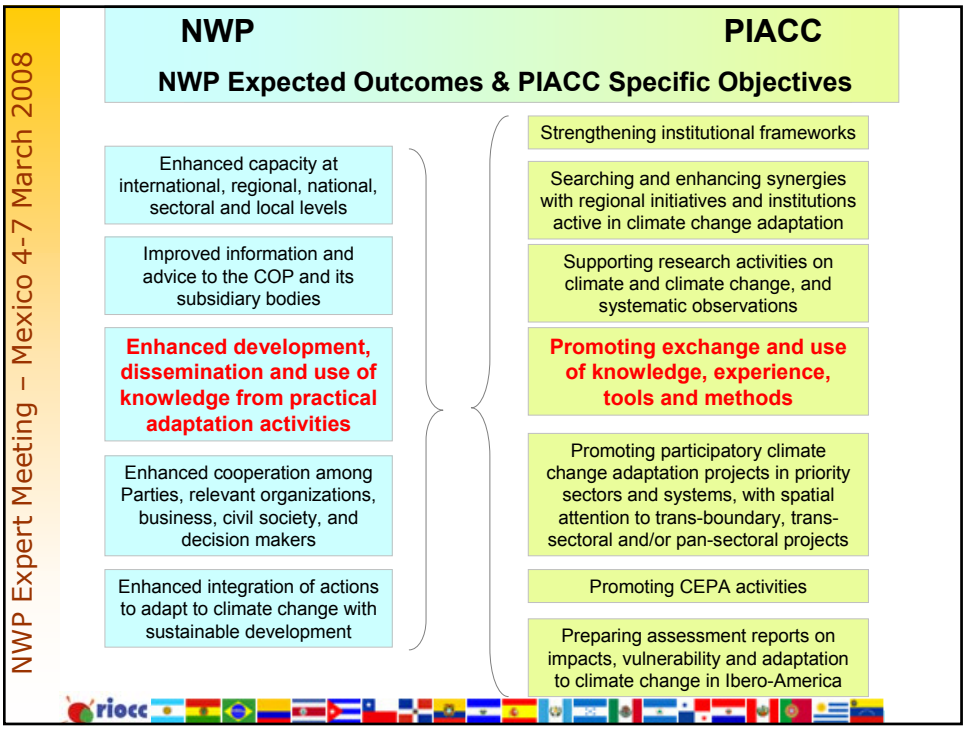 NWP Expert Meeting – Mexico 4-7 March 2008
NWP
PIACC
NWP Expected Outcomes & PIACC Specific Objectives
Enhanced capacity at
international, regional, national,
sectoral and local levels
Improved information and
advice to the COP and its
subsidiary bodies
Enhanced development,
dissemination and use of
knowledge from practical
adaptation activities
Enhanced cooperation among
Parties, relevant organizations,
business, civil society, and
decision makers
Enhanced integration of actions
to adapt to climate change with
sustainable development
Strengthening institutional frameworks
Searching and enhancing synergies
with regional initiatives and institutions
active in climate change adaptation
Supporting research activities on
climate and climate change, and
systematic observations
Promoting exchange and use
of knowledge, experience,
tools and methods
Promoting participatory climate
change adaptation projects in priority
sectors and systems, with spatial
attention to trans-boundary, trans-
sectoral and/or pan-sectoral projects
Promoting CEPA activities
Preparing assessment reports on
impacts, vulnerability and adaptation
to climate change in Ibero-America
riocc